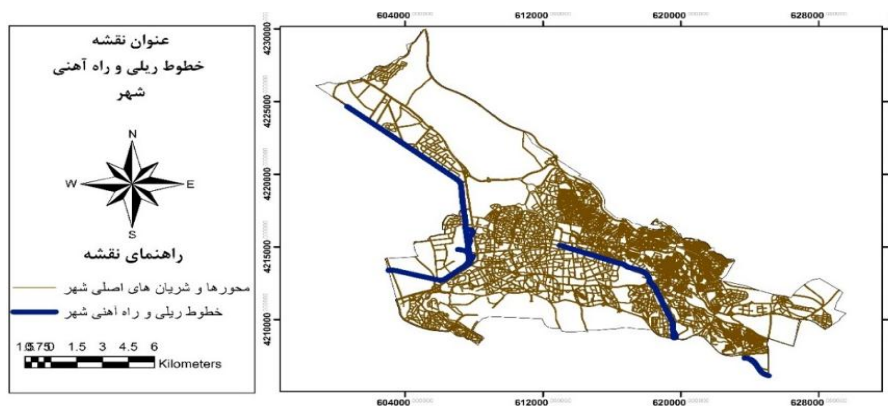 عنوان نقشه
خطوط ریلی و راه آهنی
شهر
N
W E
S
راهنمای نقشه
محورها و شریان های اصلی شهر
خطوط ریلی و راه آهنی شهر
1.5 3 4.5 6
Kilometers
604000 612000 620000 628000
4230000
4225000
4220000
4215000
4210000
604000 612000 620000 628000